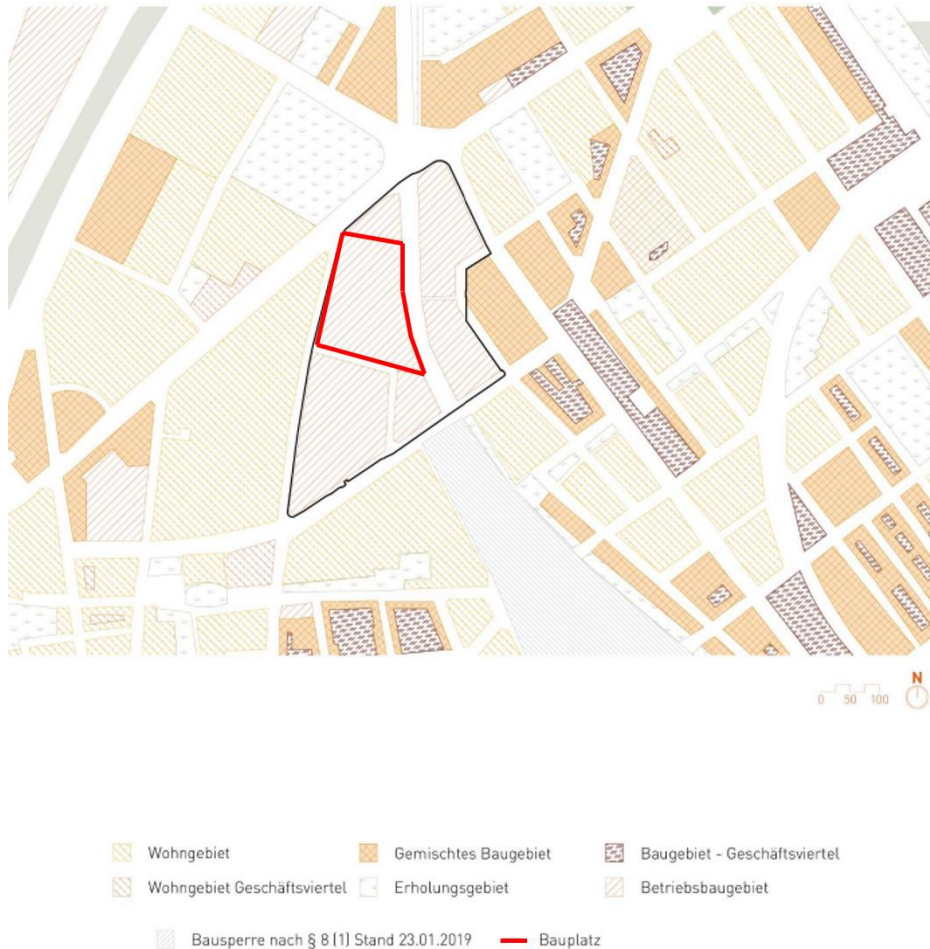 N
0 50 100
Wohngebiet Gemischtes Baugebiet Baugebiet - Geschäftsviertel
Wohngebiet Geschäftsviertel Erholungsgebiet Betriebsbaugebiet
Bausperre nach § 8 (1) Stand 23.01.2019 Bauplatz